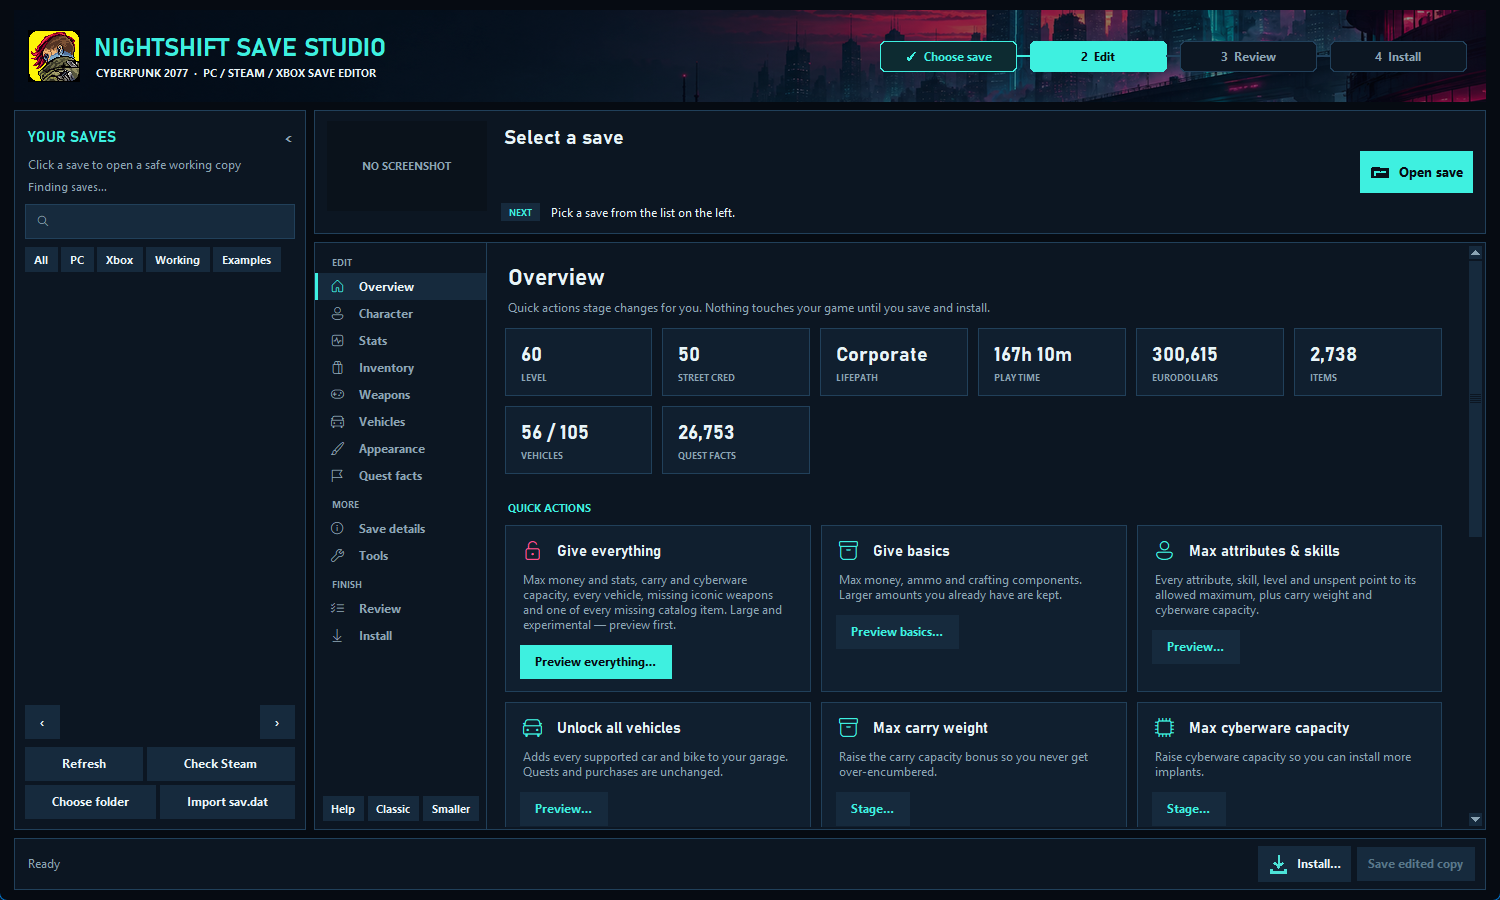 NIGHTSHIFT SAVE STUDIO
CYBERPUNK 2077 · PC / STEAM / XBOX SAVE EDITOR
✓ Choose save
2 Edit
3 Review
4 Install
YOUR SAVES
<
Click a save to open a safe working copy
Finding saves...
All
PC
Xbox
Working
Examples
‹
›
Refresh
Check Steam
Choose folder
Import sav.dat
NO SCREENSHOT
Select a save
NEXT
Pick a save from the list on the left.
Open save
EDIT
Overview
Character
Stats
Inventory
Weapons
Vehicles
Appearance
Quest facts
MORE
Save details
Tools
FINISH
Review
Install
Help
Classic
Smaller
Overview
Quick actions stage changes for you. Nothing touches your game until you save and install.
60
LEVEL
50
STREET CRED
Corporate
LIFEPATH
167h 10m
PLAY TIME
300,615
EURODOLLARS
2,738
ITEMS
56 / 105
VEHICLES
26,753
QUEST FACTS
QUICK ACTIONS
Give everything
Max money and stats, carry and cyberware
capacity, every vehicle, missing iconic weapons
and one of every missing catalog item. Large and
experimental — preview first.
Preview everything...
Give basics
Max money, ammo and crafting components.
Larger amounts you already have are kept.
Preview basics...
Max attributes & skills
Every attribute, skill, level and unspent point to its
allowed maximum, plus carry weight and
cyberware capacity.
Preview...
Unlock all vehicles
Adds every supported car and bike to your garage.
Quests and purchases are unchanged.
Preview...
Max carry weight
Raise the carry capacity bonus so you never get
over-encumbered.
Stage...
Max cyberware capacity
Raise cyberware capacity so you can install more
implants.
Stage...
Ready
Install...
Save edited copy